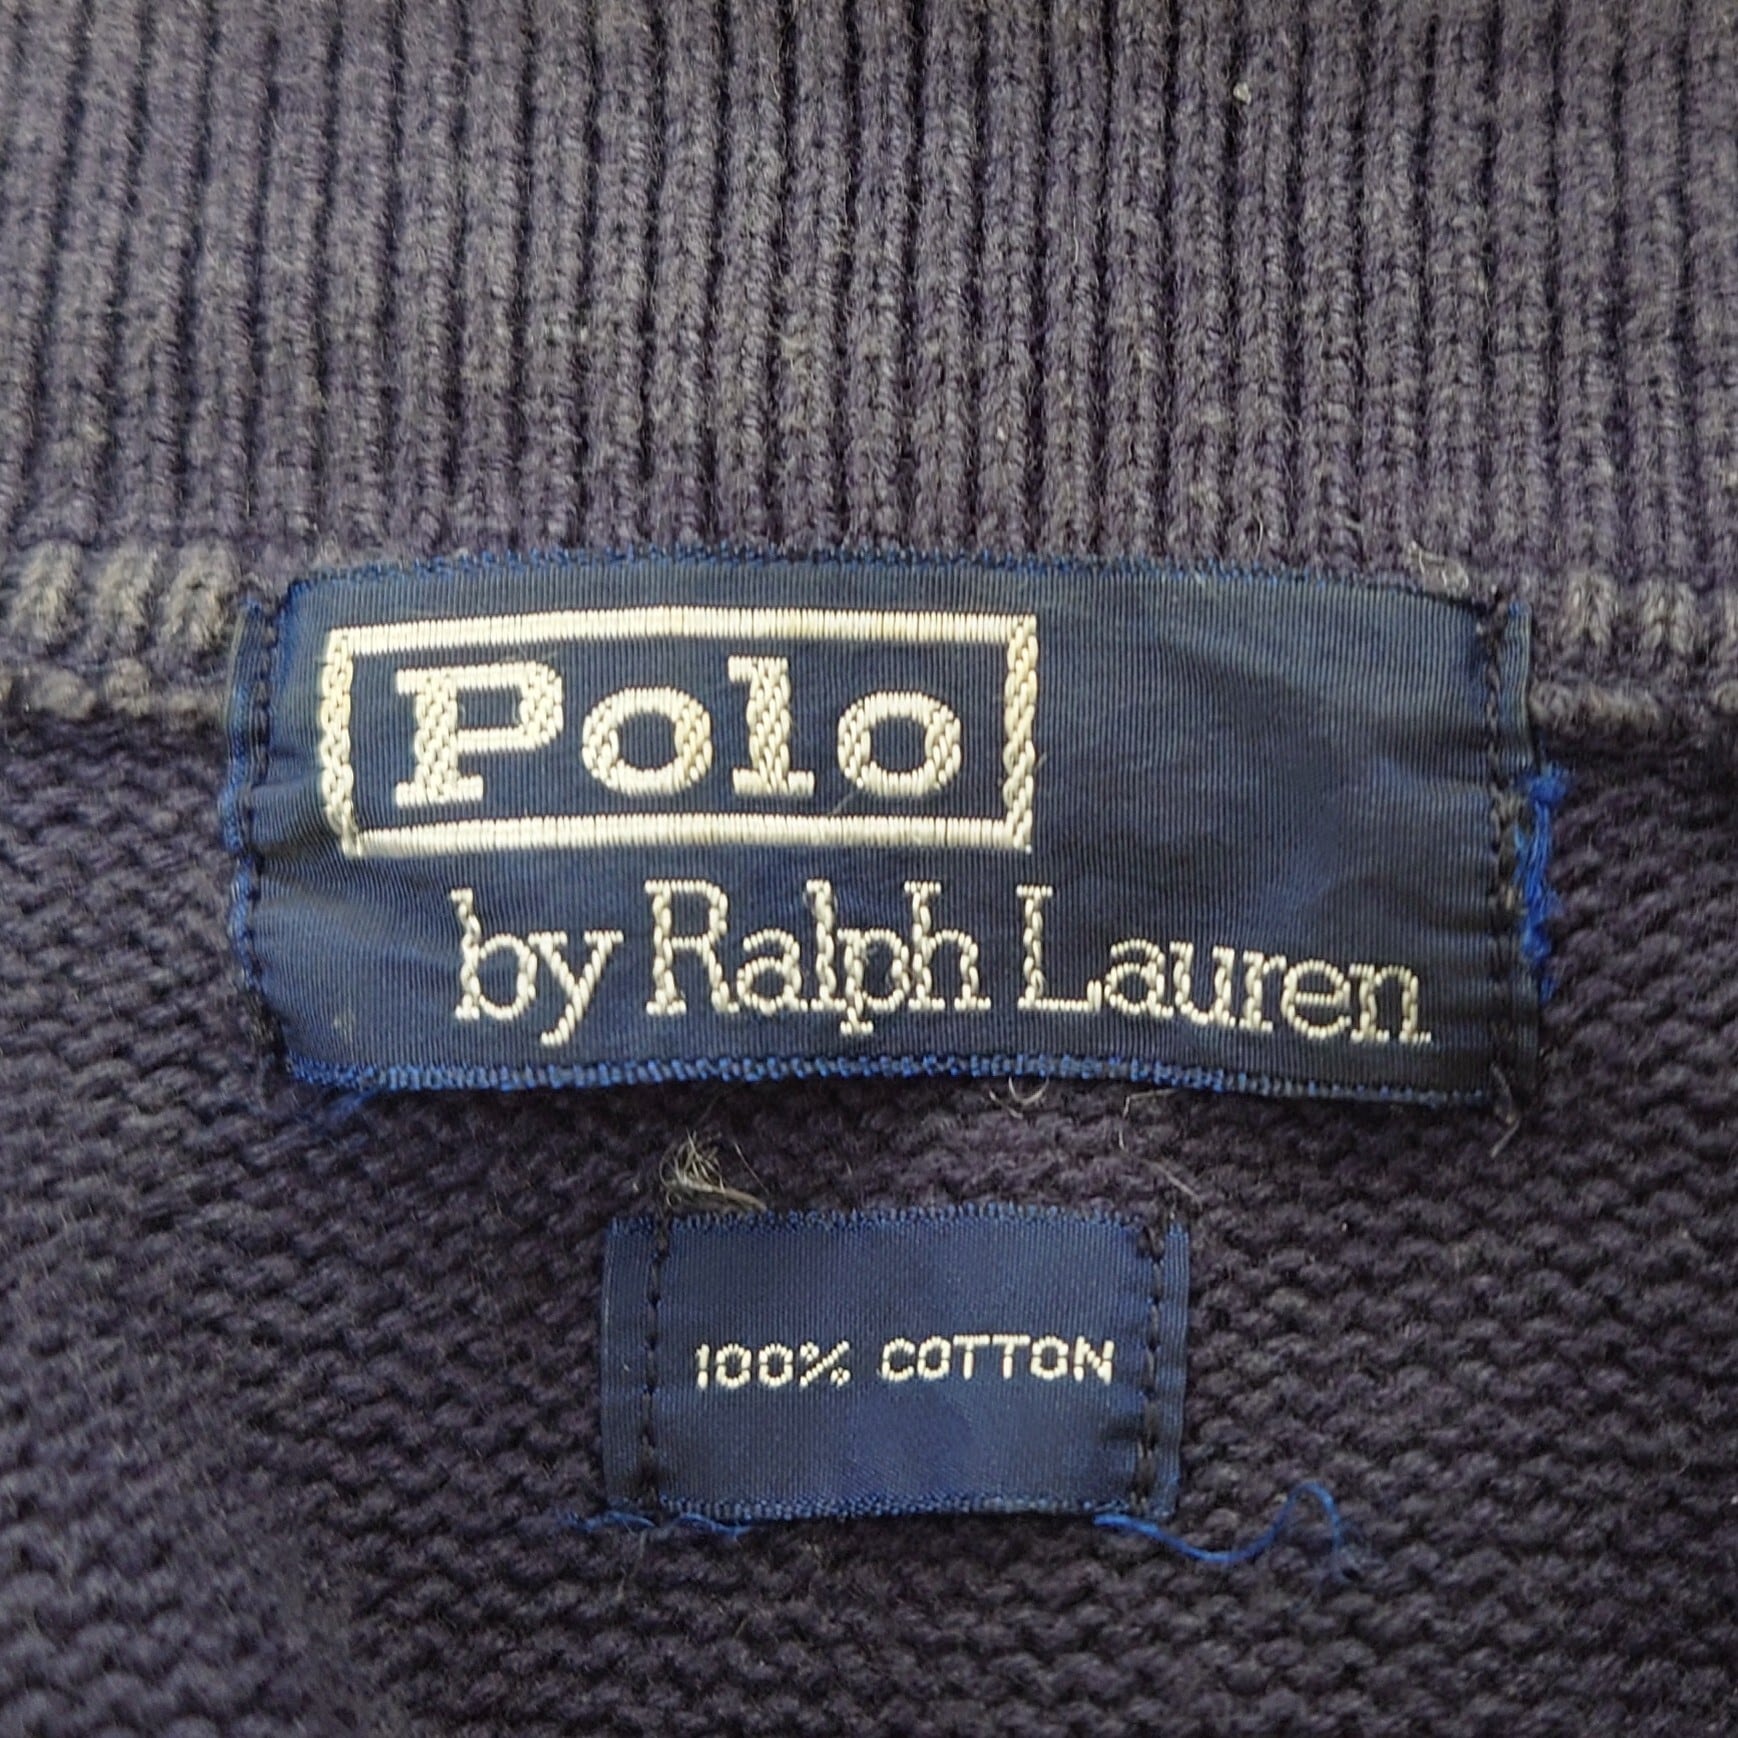 Polo
by Ralph Lauren
100% COTTON